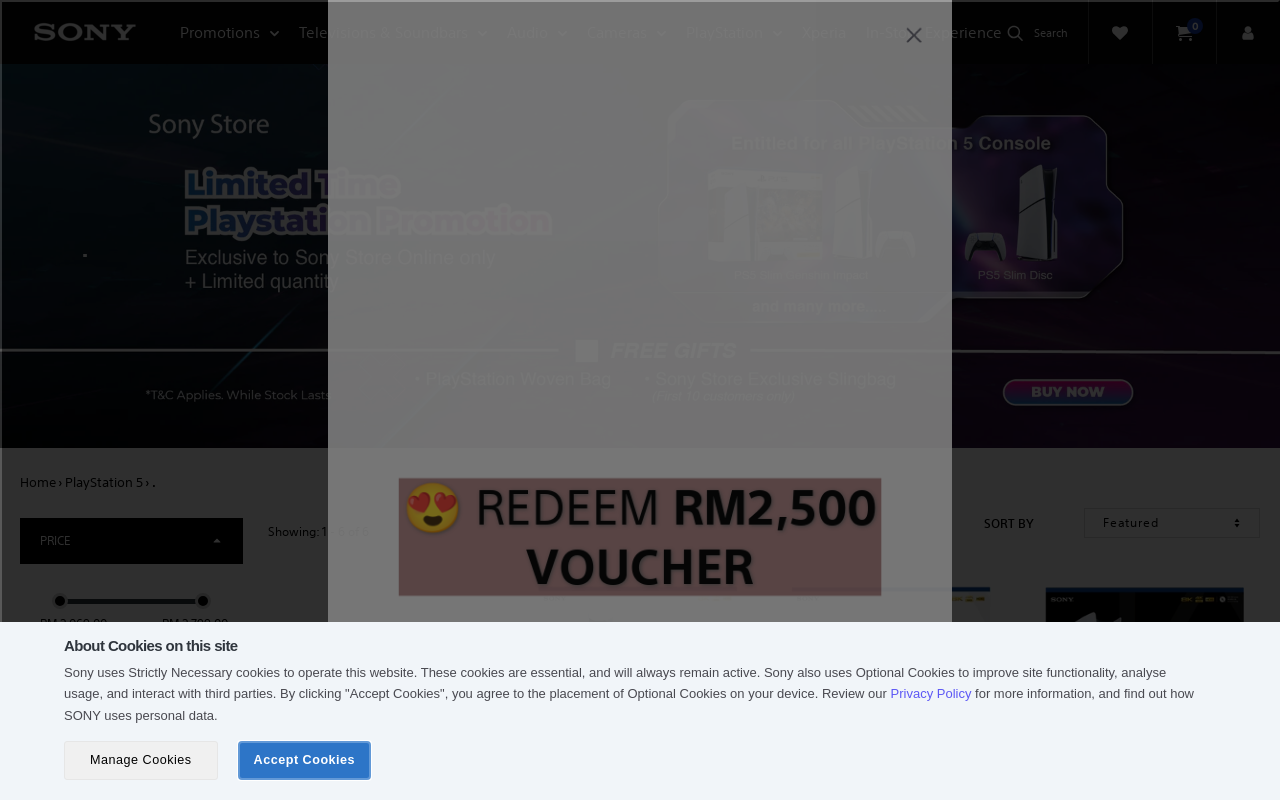 SONY
Promotions
Televisions & Soundbars
Audio
Cameras
PlayStation
Xperia
In-Store Experience
Search
0
Sony Store
Limited Time
Playstation Promotion
Exclusive to Sony Store Online only
+ Limited quantit
Entitled for all PlayStation 5 Console
PS5 Slim Disc
and many more...
FREE GIFTS
• PlayStation Woven Bag
• Sony Store Exclusive Slingbag
*T&C Applies. While Stock Lasts
BUY NOW
Home › PlayStation 5 › .
PRICE
Showing: 1
SORT BY
Featured
😍 REDEEM RM2,500
VOUCHER
SONY
About Cookies on this site
Sony uses Strictly Necessary cookies to operate this website. These cookies are essential, and will always remain active. Sony also uses Optional Cookies to improve site functionality, analyse
usage, and interact with third parties. By clicking "Accept Cookies", you agree to the placement of Optional Cookies on your device. Review our Privacy Policy for more information, and find out how
SONY uses personal data.
Manage Cookies
Accept Cookies